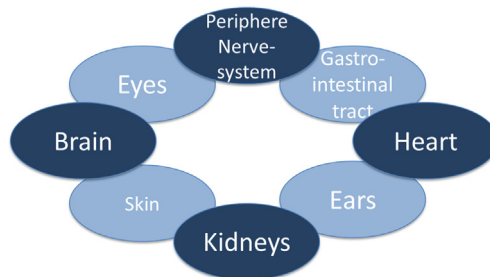 Periphere
Nerve-
system
Eyes
Gastro-
intestinal
tract
Brain
Heart
Skin
Ears
Kidneys